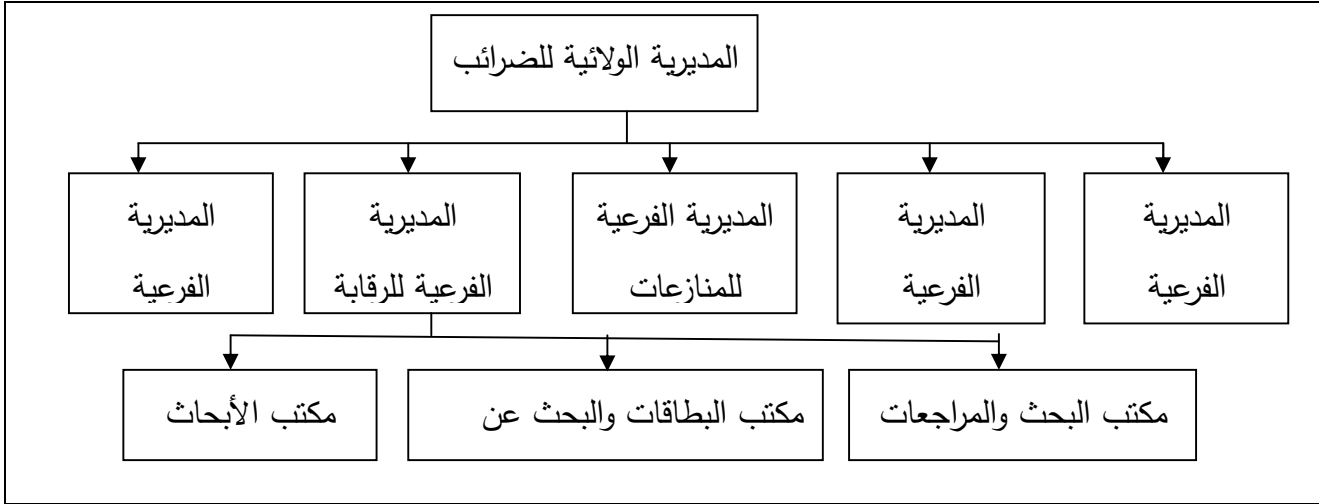 المديرية الولائية للضرائب
المديرية
الفرعية
المديرية
الفرعية
المديرية الفرعية
للمنازعات
المديرية
الفرعية للرقابة
المديرية
الفرعية
مكتب البحث والمراجعات
مكتب البطاقات والبحث عن
مكتب الأبحاث